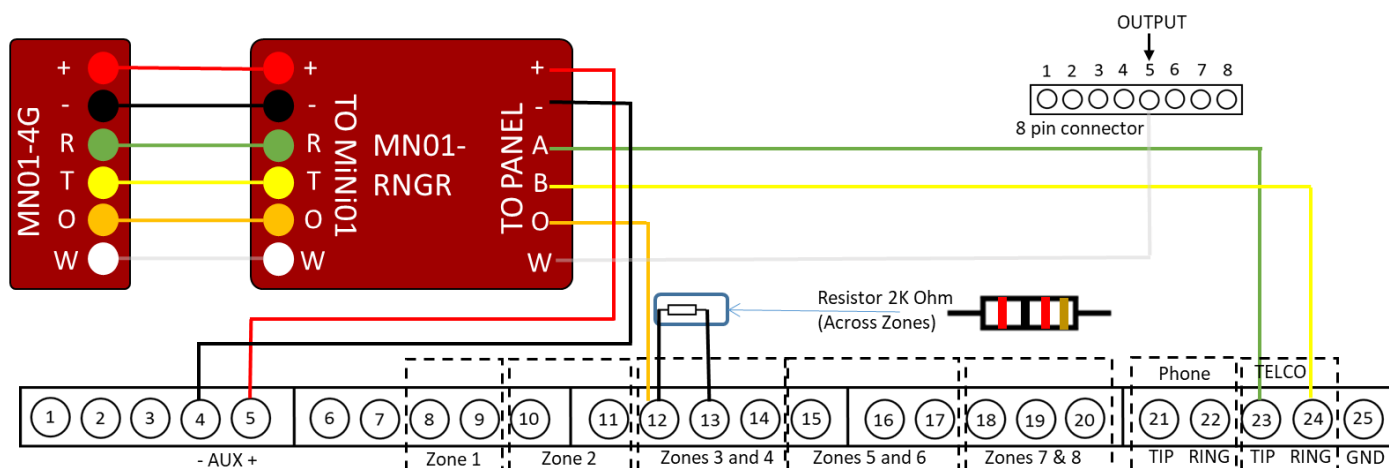 OUTPUT
1 2 3 4 5 6 7 8
8 pin connector
MN01-4G
+
-
R
T
O
W
+
-
R
T
O
W
TO MiNi01
MN01-
RNGR
TO PANEL
+
-
A
B
O
W
Resistor 2K Ohm
(Across Zones)
Phone
TELCO
1 2 3 4 5 6 7 8 9 10 11 12 13 14 15 16 17 18 19 20 21 22 23 24 25
- AUX + Zone 1 Zone 2 Zones 3 and 4 Zones 5 and 6 Zones 7 & 8 TIP RING TIP RING GND